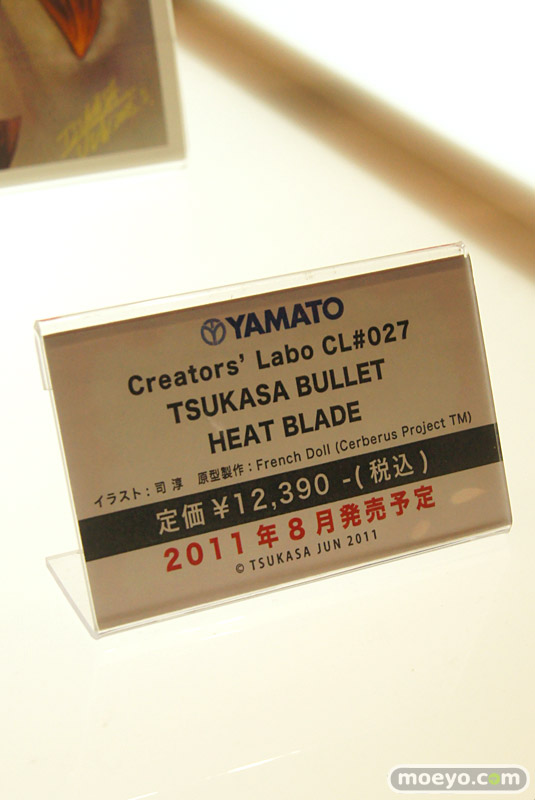 YAMATO
Creators' Labo CL#027
TSUKASA BULLET
HEAT BLADE
イラスト：司 淳 原型製作：French Doll (Cerberus Project TM)
定価 ¥12,390 -(税込)
2011年8月発売予定
© TSUKASA JUN 2011
moeyo.com